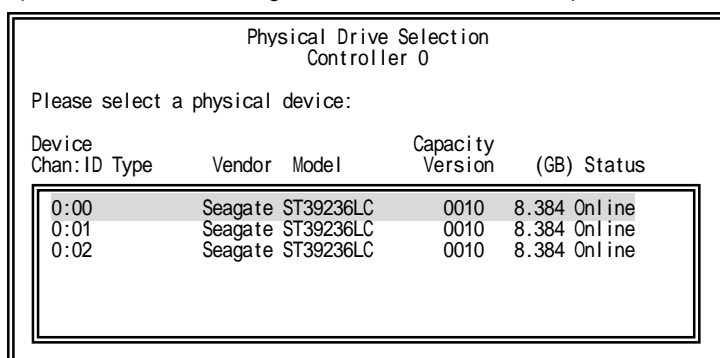 Physical Drive Selection
Controller 0
Please select a physical device:
Device Capacity
Chan:ID Type Vendor Model Version (GB) Status
0:00 Seagate ST39236LC 0010 8.384 Online
0:01 Seagate ST39236LC 0010 8.384 Online
0:02 Seagate ST39236LC 0010 8.384 Online